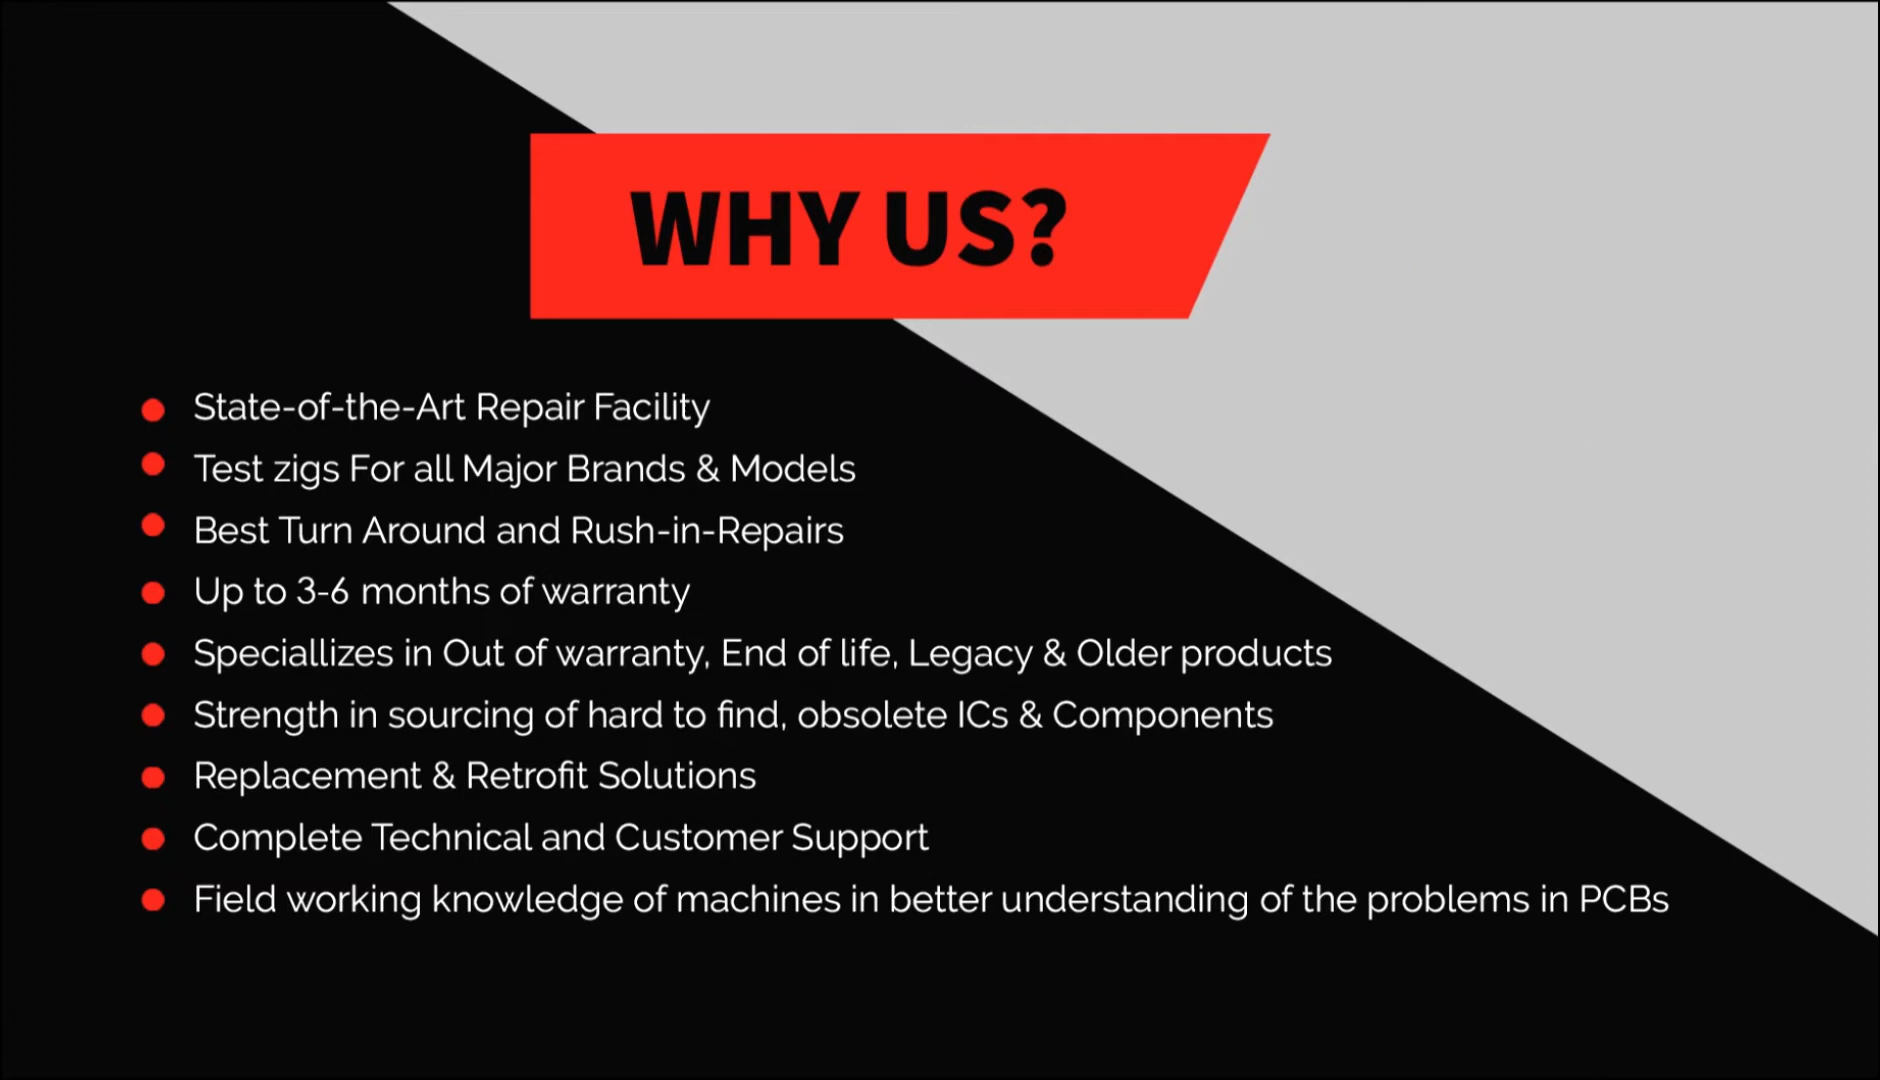 WHY US?
State-of-the-Art Repair Facility
Test zigs For all Major Brands & Models
Best Turn Around and Rush-in-Repairs
Up to 3-6 months of warranty
Speciallizes in Out of warranty, End of life, Legacy & Older products
Strength in sourcing of hard to find, obsolete ICs & Components
Replacement & Retrofit Solutions
Complete Technical and Customer Support
Field working knowledge of machines in better understanding of the problems in PCBs